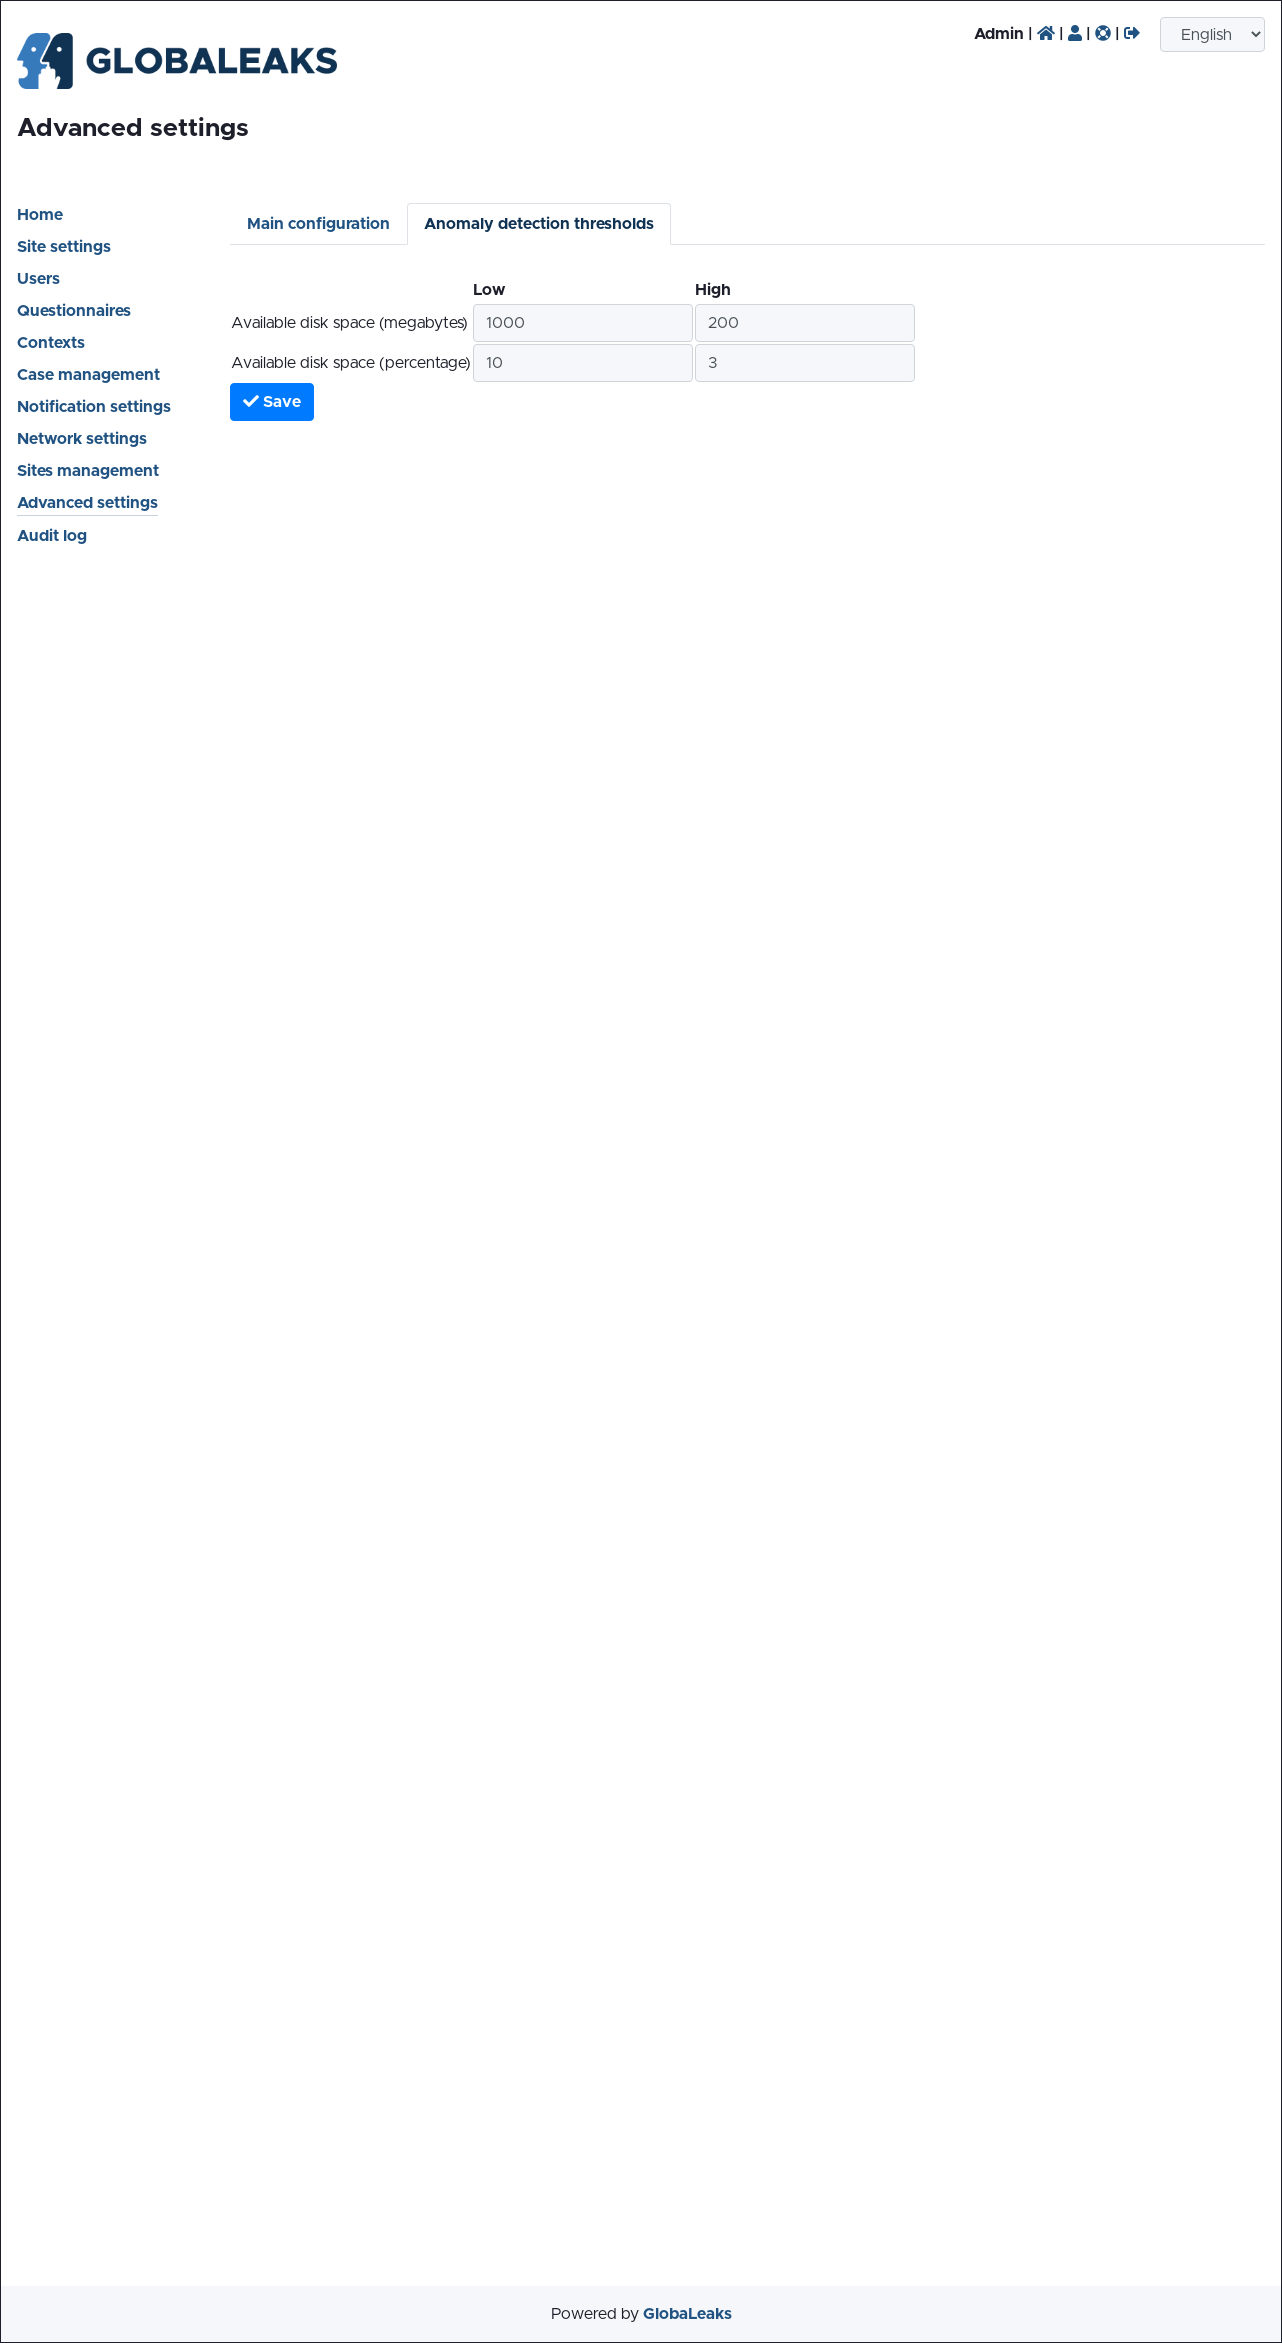 GLOBALEAKS
Admin | | | | English
Advanced settings
Home
Site settings
Users
Questionnaires
Contexts
Case management
Notification settings
Network settings
Sites management
Advanced settings
Audit log
Main configuration
Anomaly detection thresholds
Low High
Available disk space (megabytes) 1000 200
Available disk space (percentage) 10 3
Save
Powered by GlobaLeaks